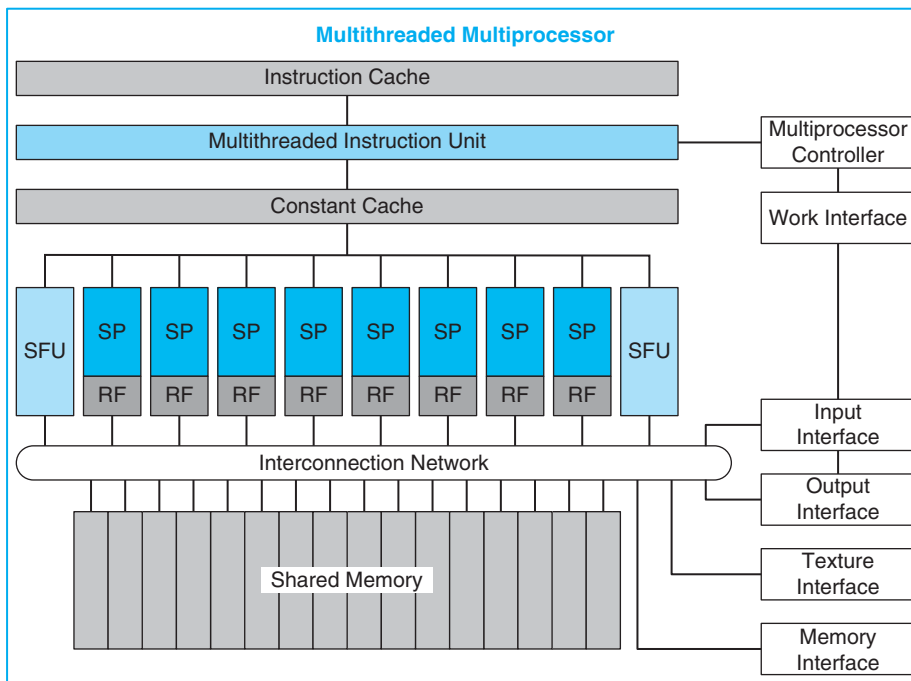 Multithreaded Multiprocessor
Instruction Cache
Multithreaded Instruction Unit
Multiprocessor
Controller
Constant Cache
Work Interface
SFU
SP
SP
SP
SP
SP
SP
SP
SP
SFU
RF
RF
RF
RF
RF
RF
RF
RF
Input
Interface
Interconnection Network
Output
Interface
Shared Memory
Texture
Interface
Memory
Interface